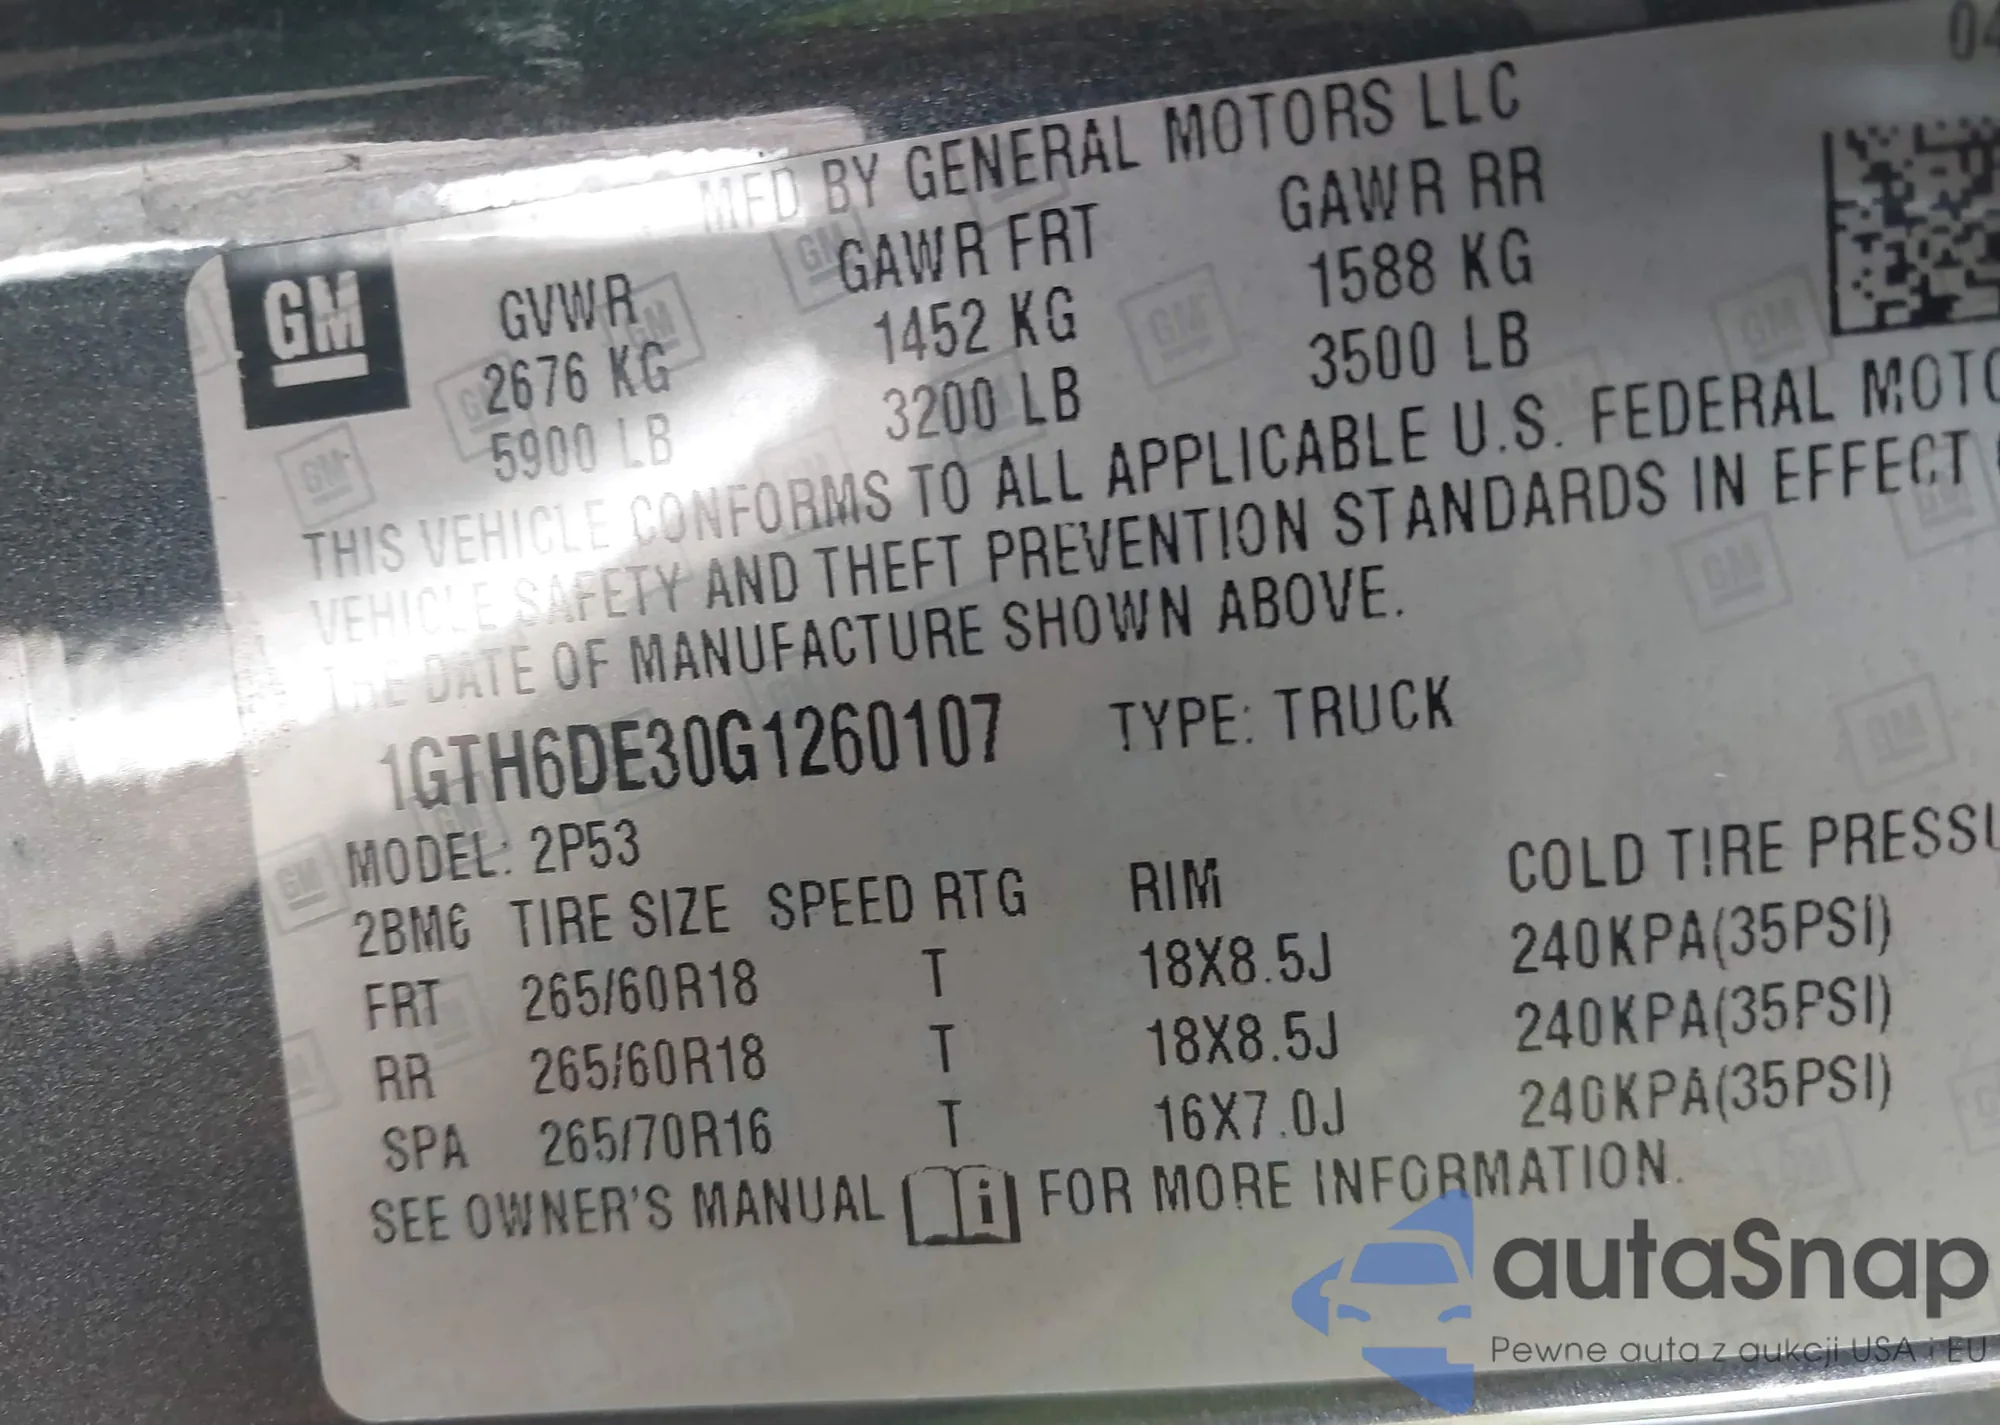 04
MFD BY GENERAL MOTORS LLC
GM
GVWR GAWR FRT GAWR RR
2676 KG 1452 KG 1588 KG
5900 LB 3200 LB 3500 LB
THIS VEHICLE CONFORMS TO ALL APPLICABLE U.S. FEDERAL MOTO
VEHICLE SAFETY AND THEFT PREVENTION STANDARDS IN EFFECT
THE DATE OF MANUFACTURE SHOWN ABOVE.
1GTH6DE30G1260107 TYPE: TRUCK
MODEL: 2P53
2BM6 TIRE SIZE SPEED RTG RIM COLD TIRE PRESSU
FRT 265/60R18 T 18X8.5J 240KPA(35PSI)
RR 265/60R18 T 18X8.5J 240KPA(35PSI)
SPA 265/70R16 T 16X7.0J 240KPA(35PSI)
SEE OWNER'S MANUAL i FOR MORE INFORMATION.
autaSnap
Pewne auta z aukcji USA i EU